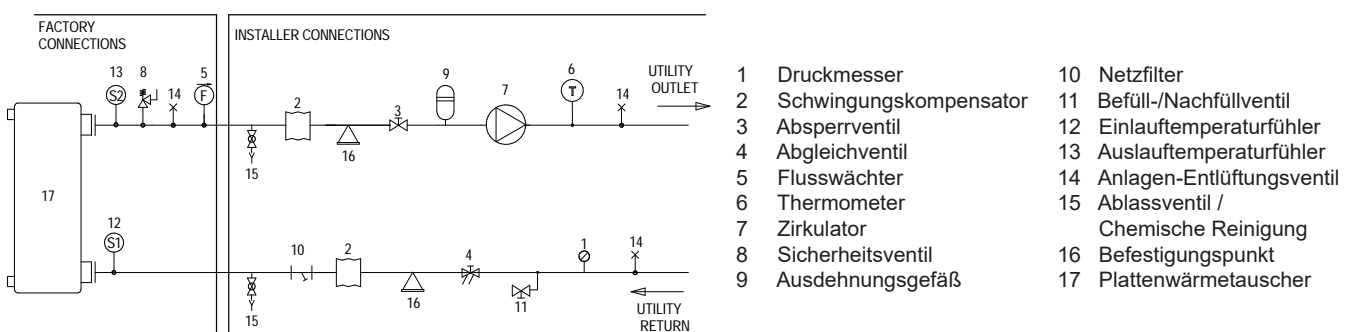 FACTORY
CONNECTIONS
INSTALLER CONNECTIONS
13 8 14 5
S2 F
2 3 9 7 6 14
T
UTILITY
OUTLET
15 16
17
12
S1
10 2 4 1 14
15 16 11
UTILITY
RETURN
1 Druckmesser
2 Schwingungskompensator
3 Absperrventil
4 Abgleichventil
5 Flusswächter
6 Thermometer
7 Zirkulator
8 Sicherheitsventil
9 Ausdehnungsgefäß
10 Netzfilter
11 Befüll-/Nachfüllventil
12 Einlauftemperaturfühler
13 Auslauftemperaturfühler
14 Anlagen-Entlüftungsventil
15 Ablassventil /
Chemische Reinigung
16 Befestigungspunkt
17 Plattenwärmetauscher